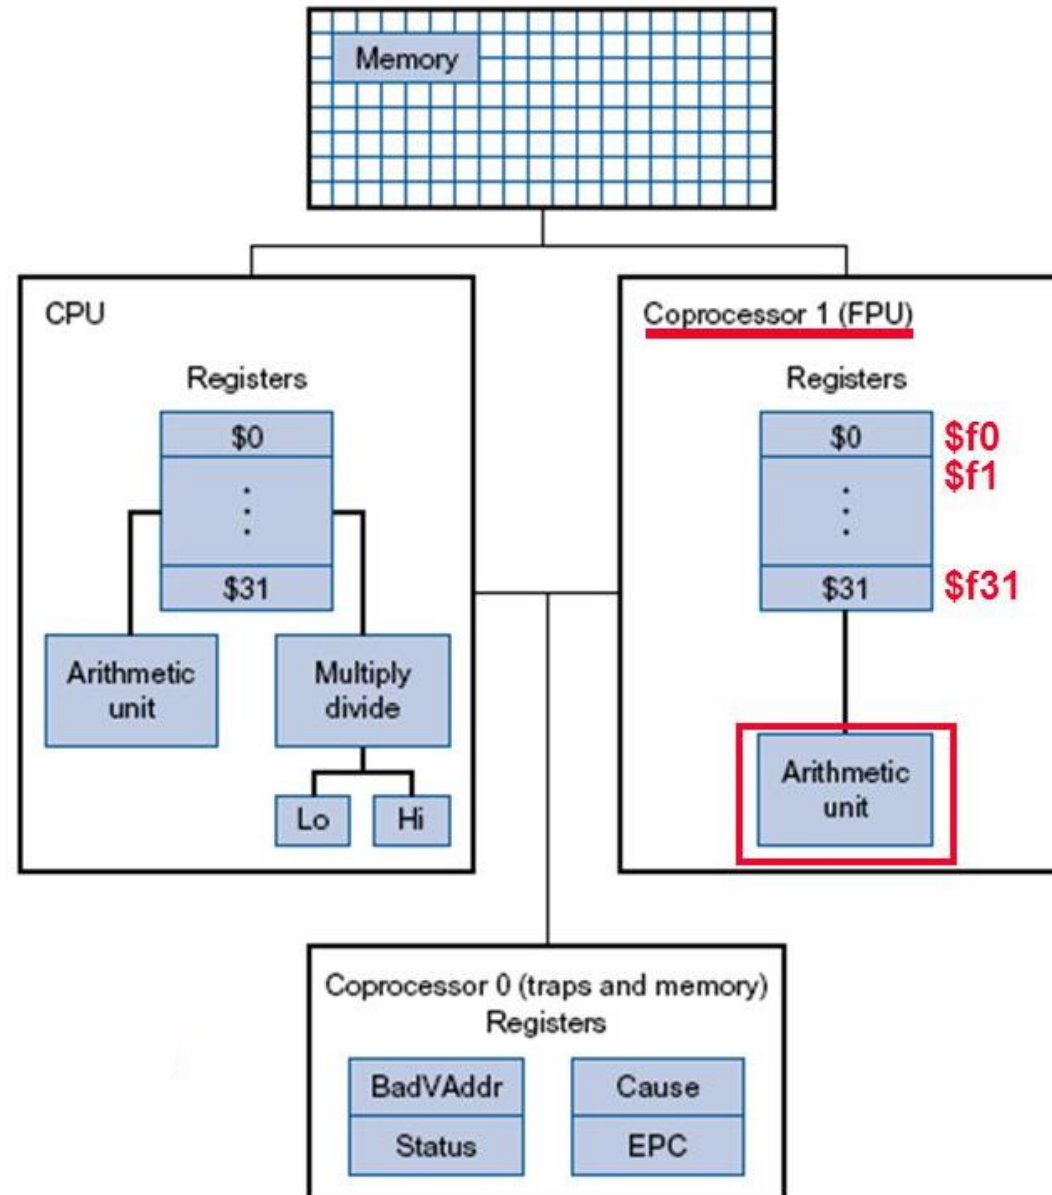 Memory
CPU
Registers
$0
$31
Arithmetic
unit
Multiply
divide
Lo
Hi
Coprocessor 1 (FPU)
Registers
$0
$f0
$f1
$31
$f31
Arithmetic
unit
Coprocessor 0 (traps and memory)
Registers
BadVAddr
Cause
Status
EPC